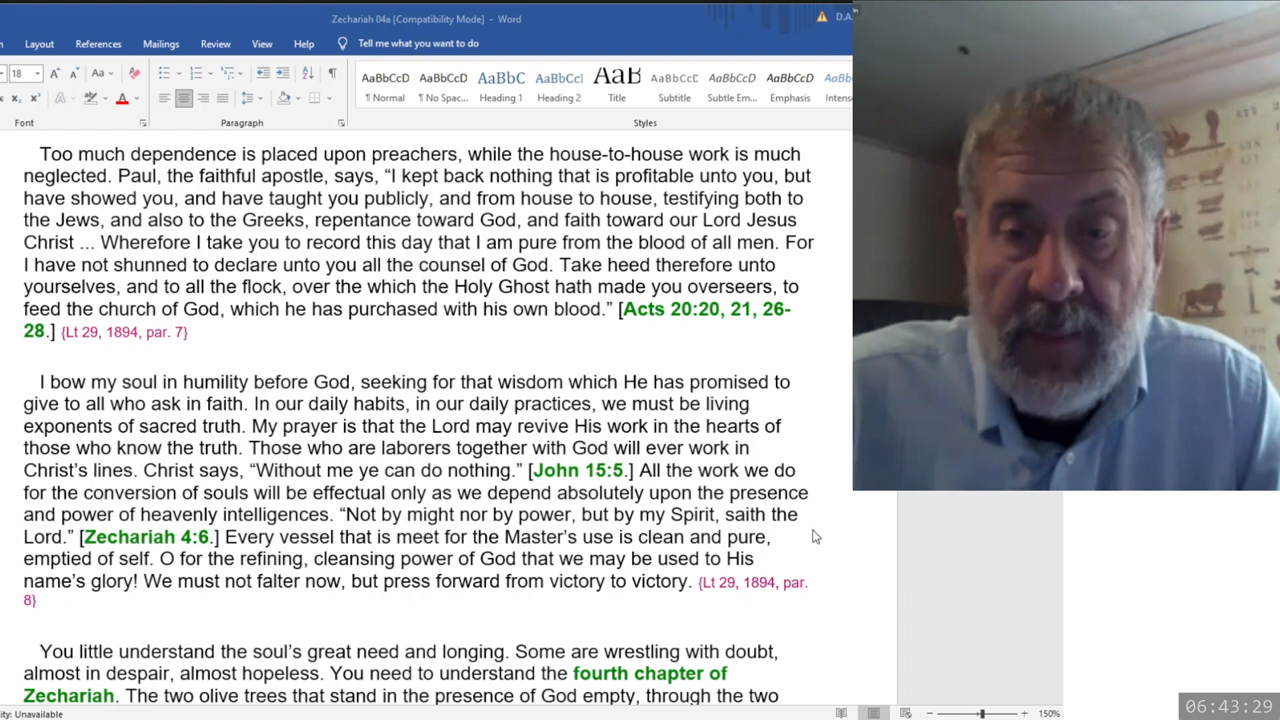 Zechariah 04a [Compatibility Mode] - Word
D.A.
Layout References Mailings Review View Help Tell me what you want to do
18 Aa
AaBbCcD AaBbCcD AaBbC AaBbCcI AaB AaBbCcD AaBbCcD AaBbCcD AaBb
¶ Normal ¶ No Spac... Heading 1 Heading 2 Title Subtitle Subtle Em... Emphasis Intens
Font Paragraph Styles
Too much dependence is placed upon preachers, while the house-to-house work is much
neglected. Paul, the faithful apostle, says, “I kept back nothing that is profitable unto you, but
have showed you, and have taught you publicly, and from house to house, testifying both to
the Jews, and also to the Greeks, repentance toward God, and faith toward our Lord Jesus
Christ ... Wherefore I take you to record this day that I am pure from the blood of all men. For
I have not shunned to declare unto you all the counsel of God. Take heed therefore unto
yourselves, and to all the flock, over the which the Holy Ghost hath made you overseers, to
feed the church of God, which he has purchased with his own blood.” [Acts 20:20, 21, 26-
28.] {Lt 29, 1894, par. 7}
I bow my soul in humility before God, seeking for that wisdom which He has promised to
give to all who ask in faith. In our daily habits, in our daily practices, we must be living
exponents of sacred truth. My prayer is that the Lord may revive His work in the hearts of
those who know the truth. Those who are laborers together with God will ever work in
Christ’s lines. Christ says, “Without me ye can do nothing.” [John 15:5.] All the work we do
for the conversion of souls will be effectual only as we depend absolutely upon the presence
and power of heavenly intelligences. “Not by might nor by power, but by my Spirit, saith the
Lord.” [Zechariah 4:6.] Every vessel that is meet for the Master’s use is clean and pure,
emptied of self. O for the refining, cleansing power of God that we may be used to His
name’s glory! We must not falter now, but press forward from victory to victory. {Lt 29, 1894, par.
8}
You little understand the soul’s great need and longing. Some are wrestling with doubt,
almost in despair, almost hopeless. You need to understand the fourth chapter of
Zechariah. The two olive trees that stand in the presence of God empty, through the two
ity: Unavailable
150%
06:43:29